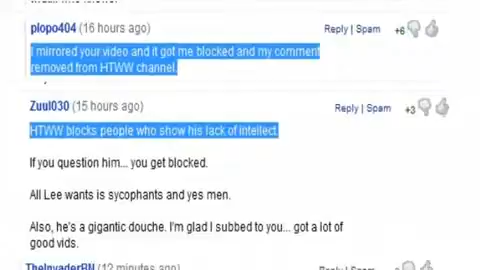 plopo404 (16 hours ago)
Reply | Spam
+6
I mirrored your video and it got me blocked and my comment
removed from HTWW channel.
Zuul030 (15 hours ago)
Reply | Spam
+3
HTWW blocks people who show his lack of intellect.
If you question him... you get blocked.
All Lee wants is sycophants and yes men.
Also, he's a gigantic douche. I'm glad I subbed to you... got a lot of
good vids.
TheInvaderBN (12 minutes ago)
Reply | Spam